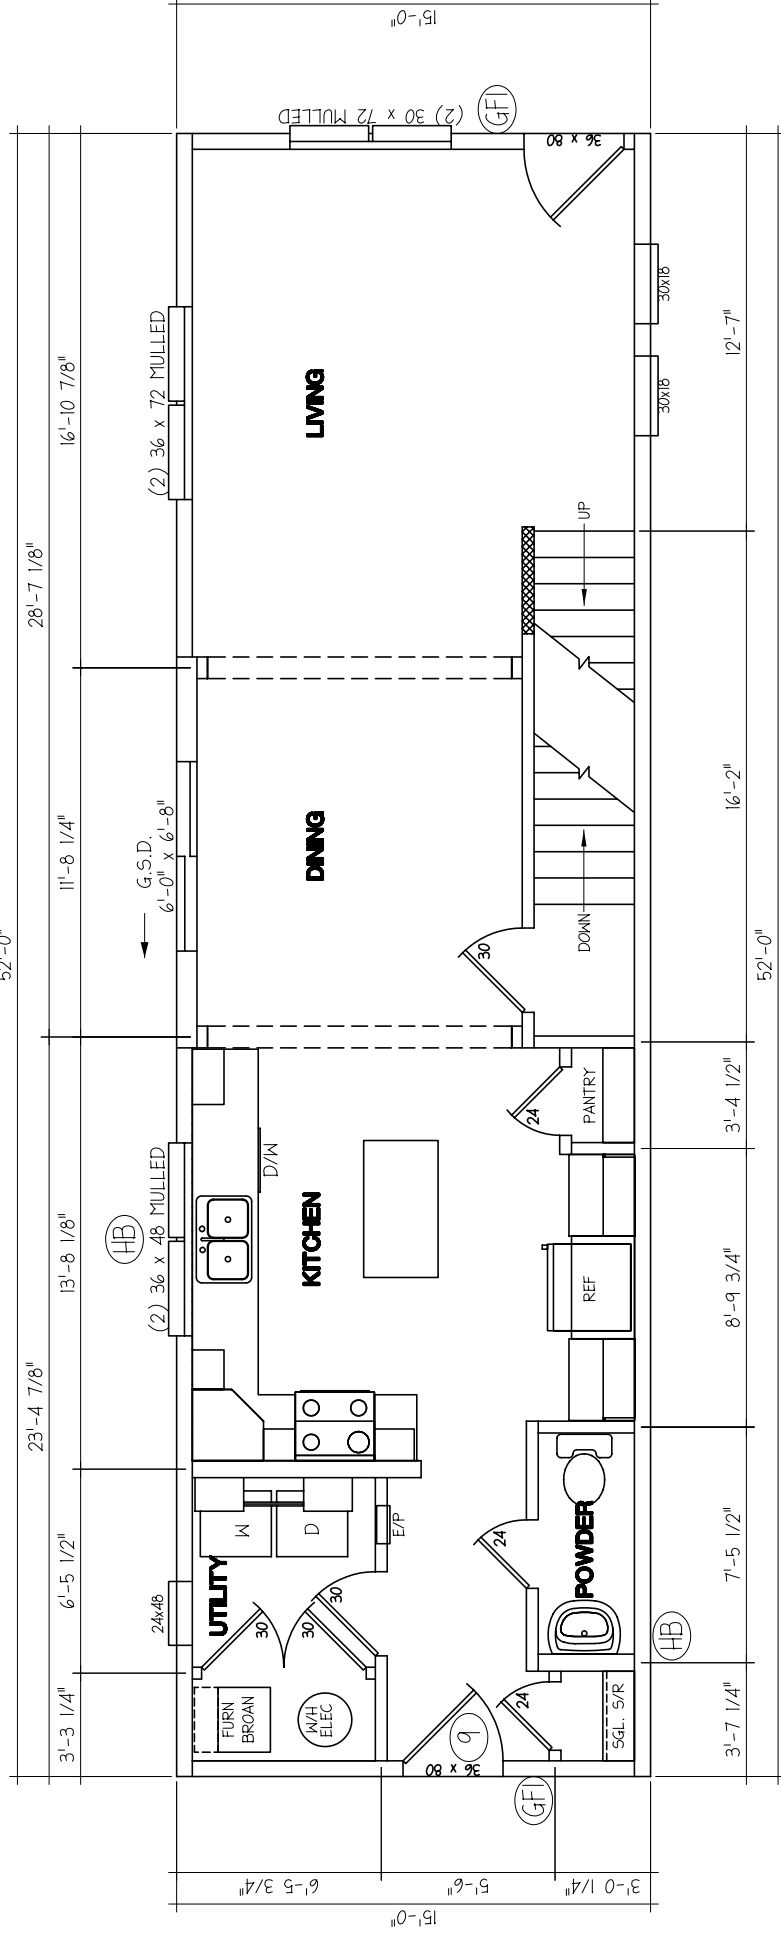 15'-0"
(2) 30 x 72 MULLED
GFI
36 x 80
30x18
30x18
12'-7"
(2) 36 x 72 MULLED
16'-10 7/8"
28'-7 1/8"
LIVING
UP
52'-0"
11'-8 1/4"
G.S.D.
6'-0" x 6'-8"
DINING
30
DOWN
16'-2"
52'-0"
HB
(2) 36 x 48 MULLED
13'-8 1/8"
23'-4 7/8"
D/W
KITCHEN
24
PANTRY
3'-4 1/2"
REF
8'-9 3/4"
6'-5 1/2"
24x48
UTILITY
W
D
E/P
30
30
30
24
POWDER
7'-5 1/2"
HB
3'-3 1/4"
FURN
BROAN
W/H
ELEC
9
36 x 80
24
SGL. S/R
3'-7 1/4"
GFI
6'-5 3/4"
5'-6"
3'-0 1/4"
15'-0"